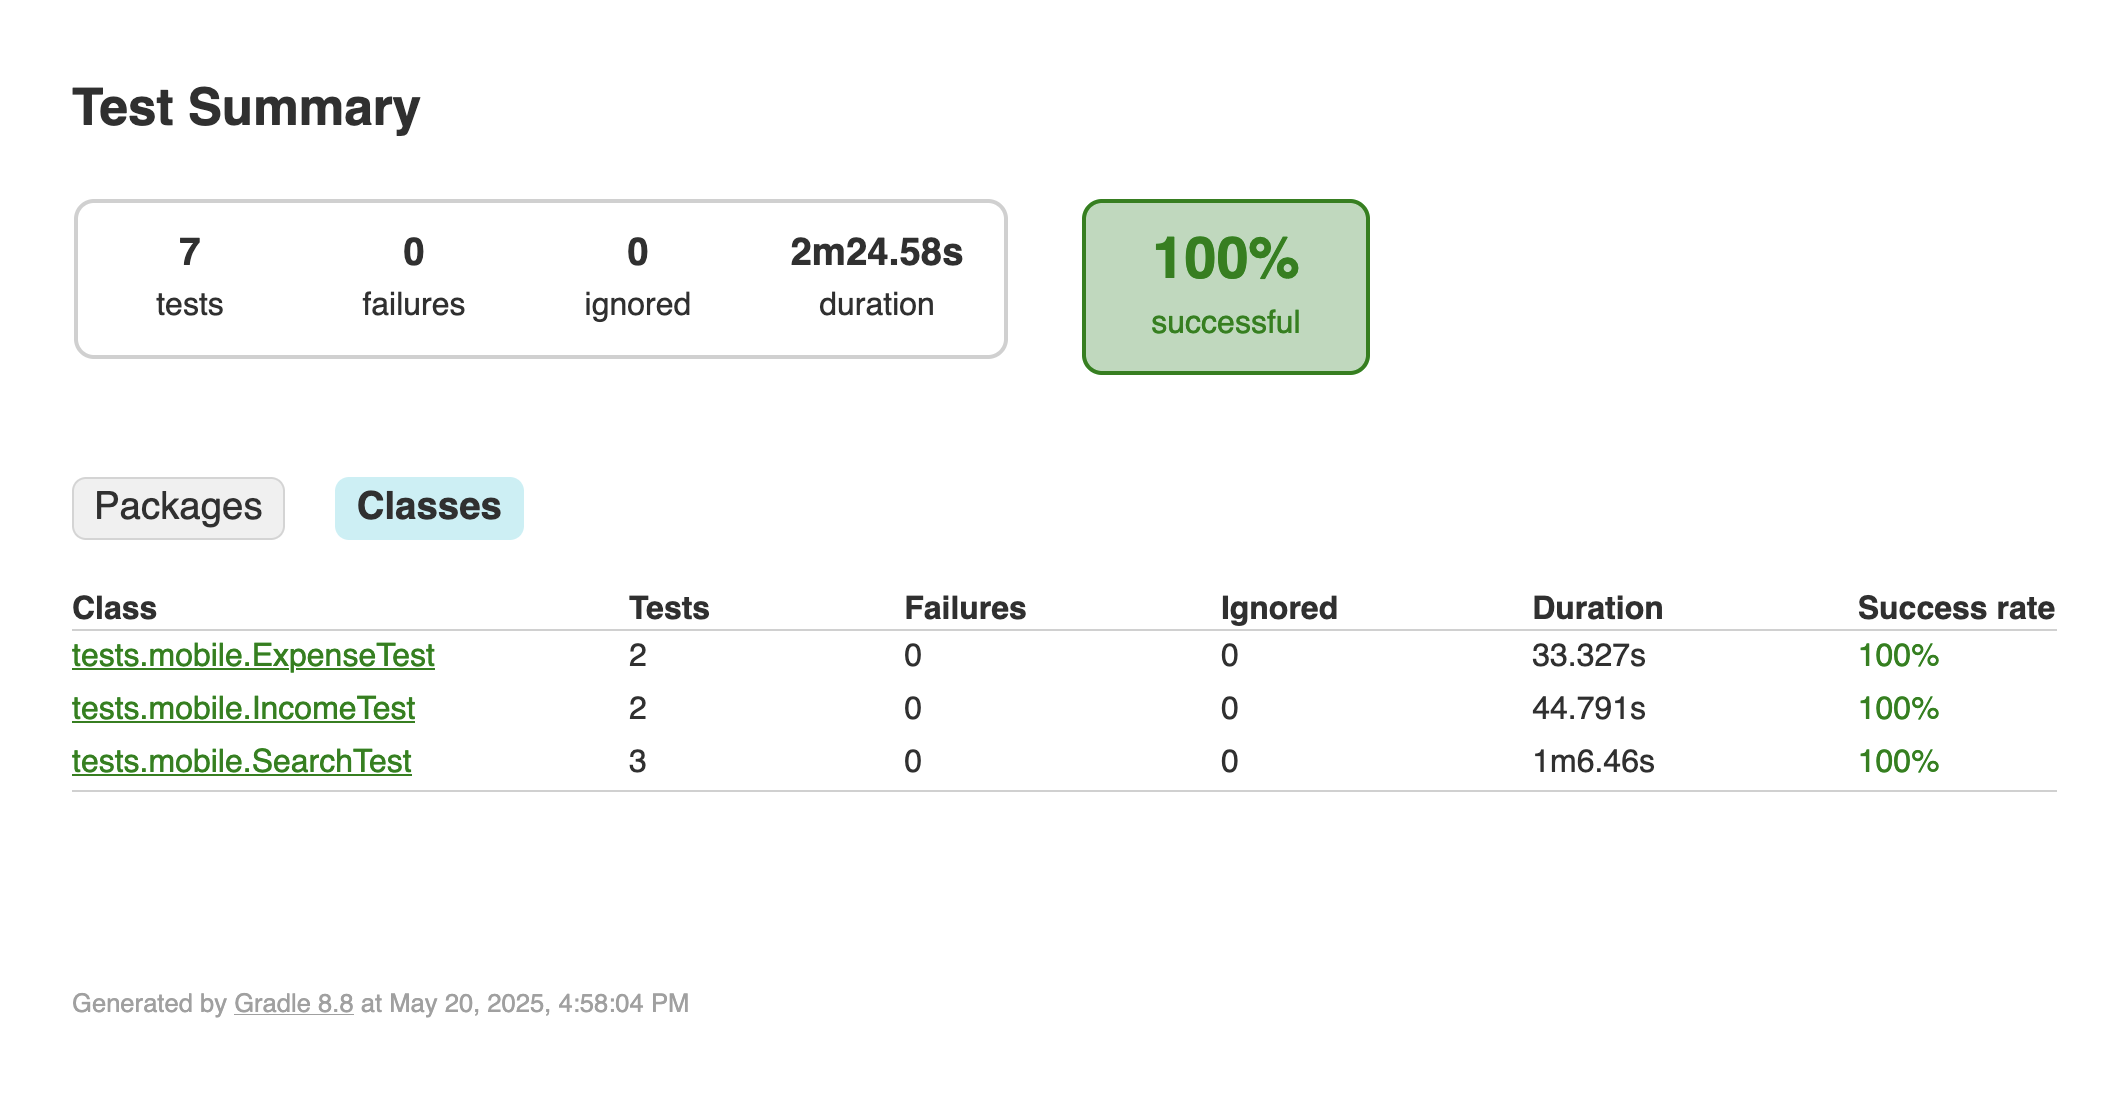 Test Summary
7 0 0 2m24.58s
tests failures ignored duration
100%
successful
Packages Classes
Class Tests Failures Ignored Duration Success rate
tests.mobile.ExpenseTest 2 0 0 33.327s 100%
tests.mobile.IncomeTest 2 0 0 44.791s 100%
tests.mobile.SearchTest 3 0 0 1m6.46s 100%
Generated by Gradle 8.8 at May 20, 2025, 4:58:04 PM